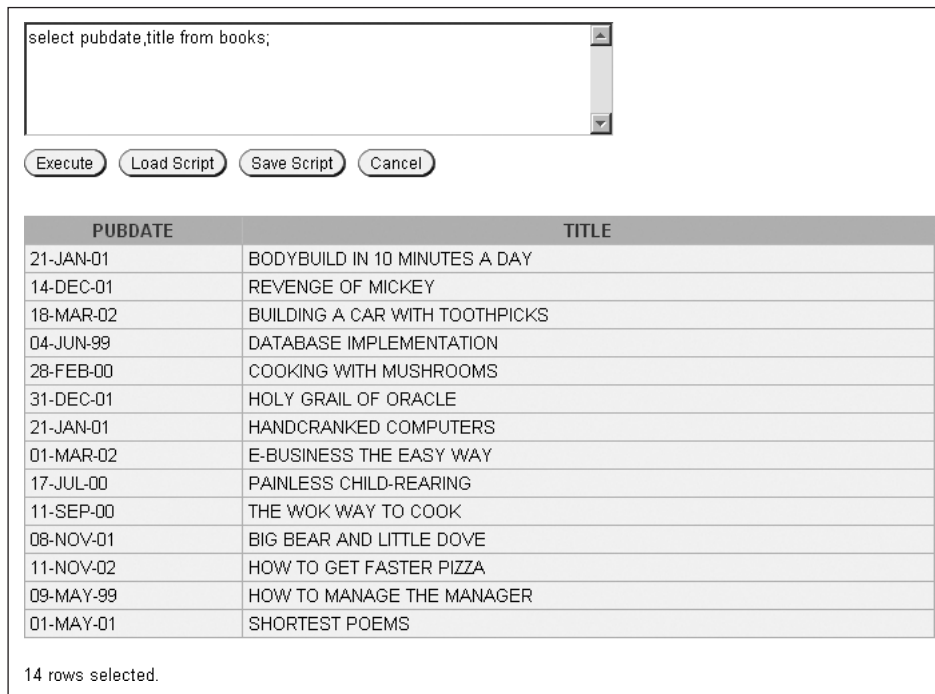 select pubdate,title from books;
Execute Load Script Save Script Cancel
PUBDATE TITLE
21-JAN-01 BODYBUILD IN 10 MINUTES A DAY
14-DEC-01 REVENGE OF MICKEY
18-MAR-02 BUILDING A CAR WITH TOOTHPICKS
04-JUN-99 DATABASE IMPLEMENTATION
28-FEB-00 COOKING WITH MUSHROOMS
31-DEC-01 HOLY GRAIL OF ORACLE
21-JAN-01 HANDCRANKED COMPUTERS
01-MAR-02 E-BUSINESS THE EASY WAY
17-JUL-00 PAINLESS CHILD-REARING
11-SEP-00 THE WOK WAY TO COOK
08-NOV-01 BIG BEAR AND LITTLE DOVE
11-NOV-02 HOW TO GET FASTER PIZZA
09-MAY-99 HOW TO MANAGE THE MANAGER
01-MAY-01 SHORTEST POEMS
14 rows selected.